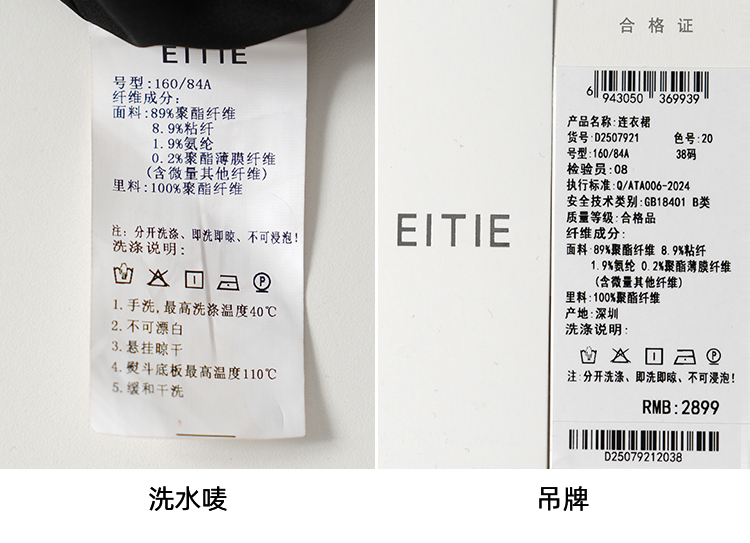 EITIE
号型:160/84A
纤维成分:
面料:89%聚酯纤维
8.9%粘纤
1.9%氨纶
0.2%聚酯薄膜纤维
(含微量其他纤维)
里料:100%聚酯纤维
注: 分开洗涤、即洗即晾、不可浸泡!
洗涤说明:
P
1.手洗,最高洗涤温度40℃
2.不可漂白
3.悬挂晾干
4.熨斗底板最高温度110℃
5.缓和干洗
洗水唛
EITIE
合格证
6 943050 369939
产品名称:连衣裙
货号:D2507921 色号:20
号型:160/84A 38码
检验员:08
执行标准:Q/ATA006-2024
安全技术类别:GB18401 B类
质量等级:合格品
纤维成分:
面料:89%聚酯纤维 8.9%粘纤
1.9%氨纶 0.2%聚酯薄膜纤维
(含微量其他纤维)
里料:100%聚酯纤维
产地:深圳
洗涤说明:
P
注:分开洗涤、即洗即晾、不可浸泡!
RMB:2899
D25079212038
吊牌